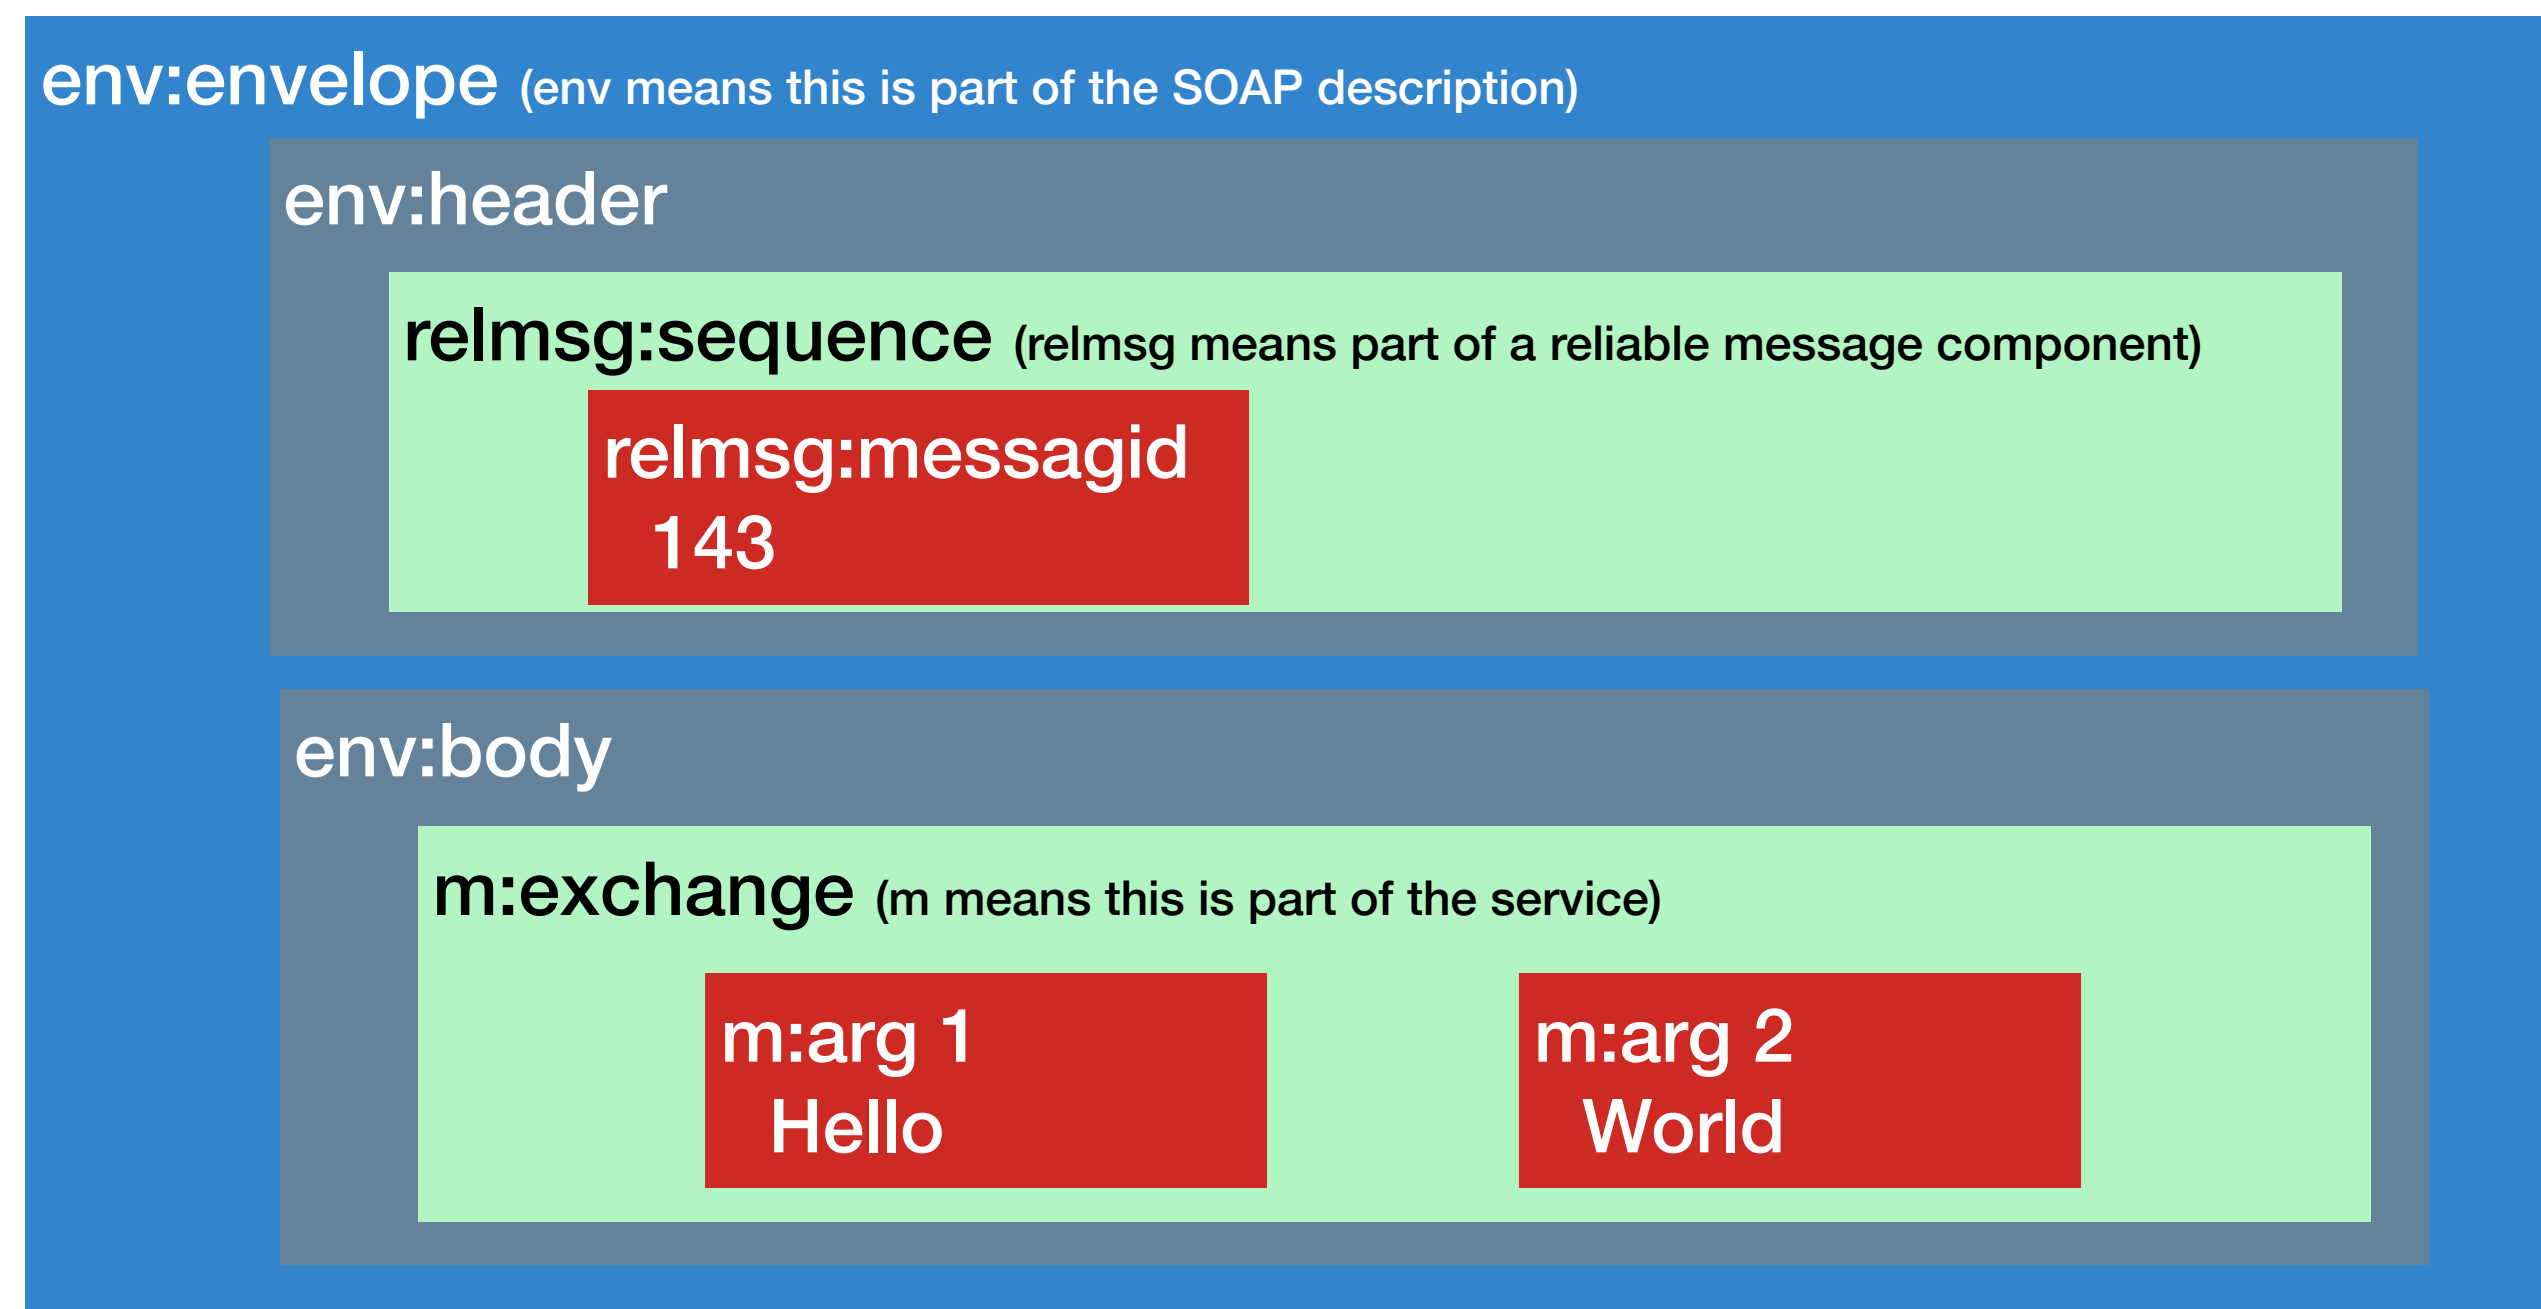 env:envelope (env means this is part of the SOAP description)
env:header
relmsg:sequence (relmsg means part of a reliable message component)
relmsg:messagid
143
env:body
m:exchange (m means this is part of the service)
m:arg 1
Hello
m:arg 2
World